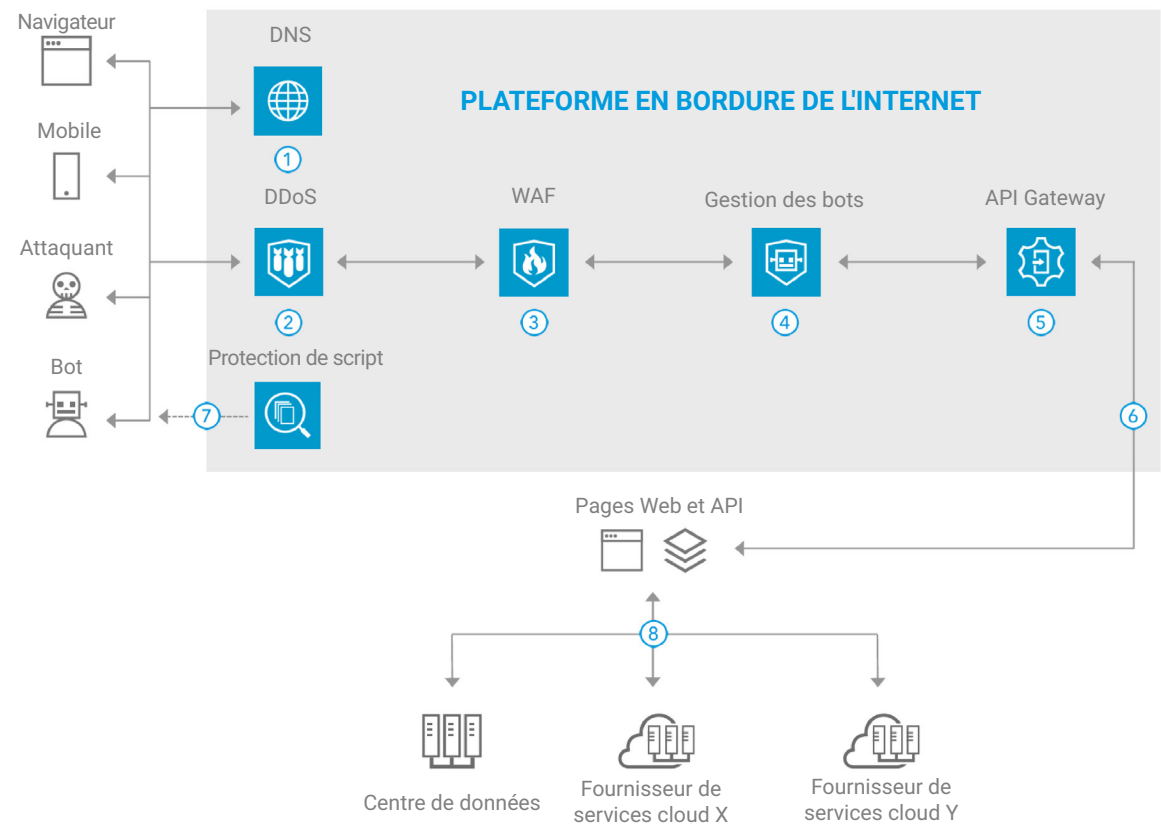 Navigateur
DNS
PLATEFORME EN BORDURE DE L'INTERNET
Mobile
1
DDoS
WAF
Gestion des bots
API Gateway
Attaquant
2
3
4
5
Protection de script
Bot
7
6
Pages Web et API
8
Centre de données
Fournisseur de
services cloud X
Fournisseur de
services cloud Y